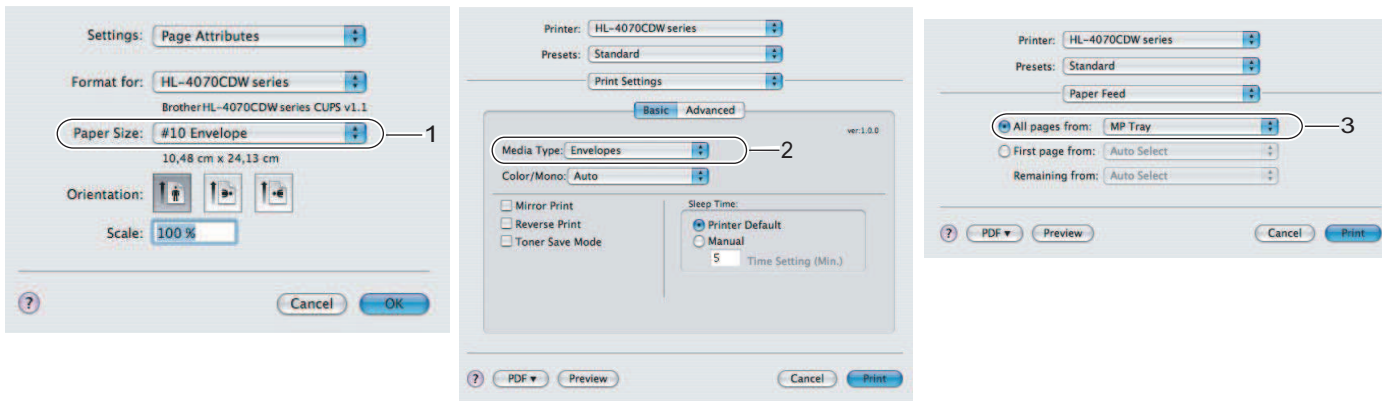 Settings: Page Attributes
Format for: HL-4070CDW series
BrotherHL-4070CDW series CUPS v1.1
Paper Size: #10 Envelope 1
10,48 cm x 24,13 cm
Orientation:
Scale: 100 %
? Cancel OK
Printer: HL-4070CDW series
Presets: Standard
Print Settings
Basic Advanced
ver:1.0.0
Media Type: Envelopes 2
Color/Mono: Auto
Mirror Print
Reverse Print
Toner Save Mode
Sleep Time:
Printer Default
Manual
5 Time Setting (Min.)
? PDF ▼ Preview Cancel Print
Printer: HL-4070CDW series
Presets: Standard
Paper Feed
All pages from: MP Tray 3
First page from: Auto Select
Remaining from: Auto Select
? PDF ▼ Preview Cancel Print